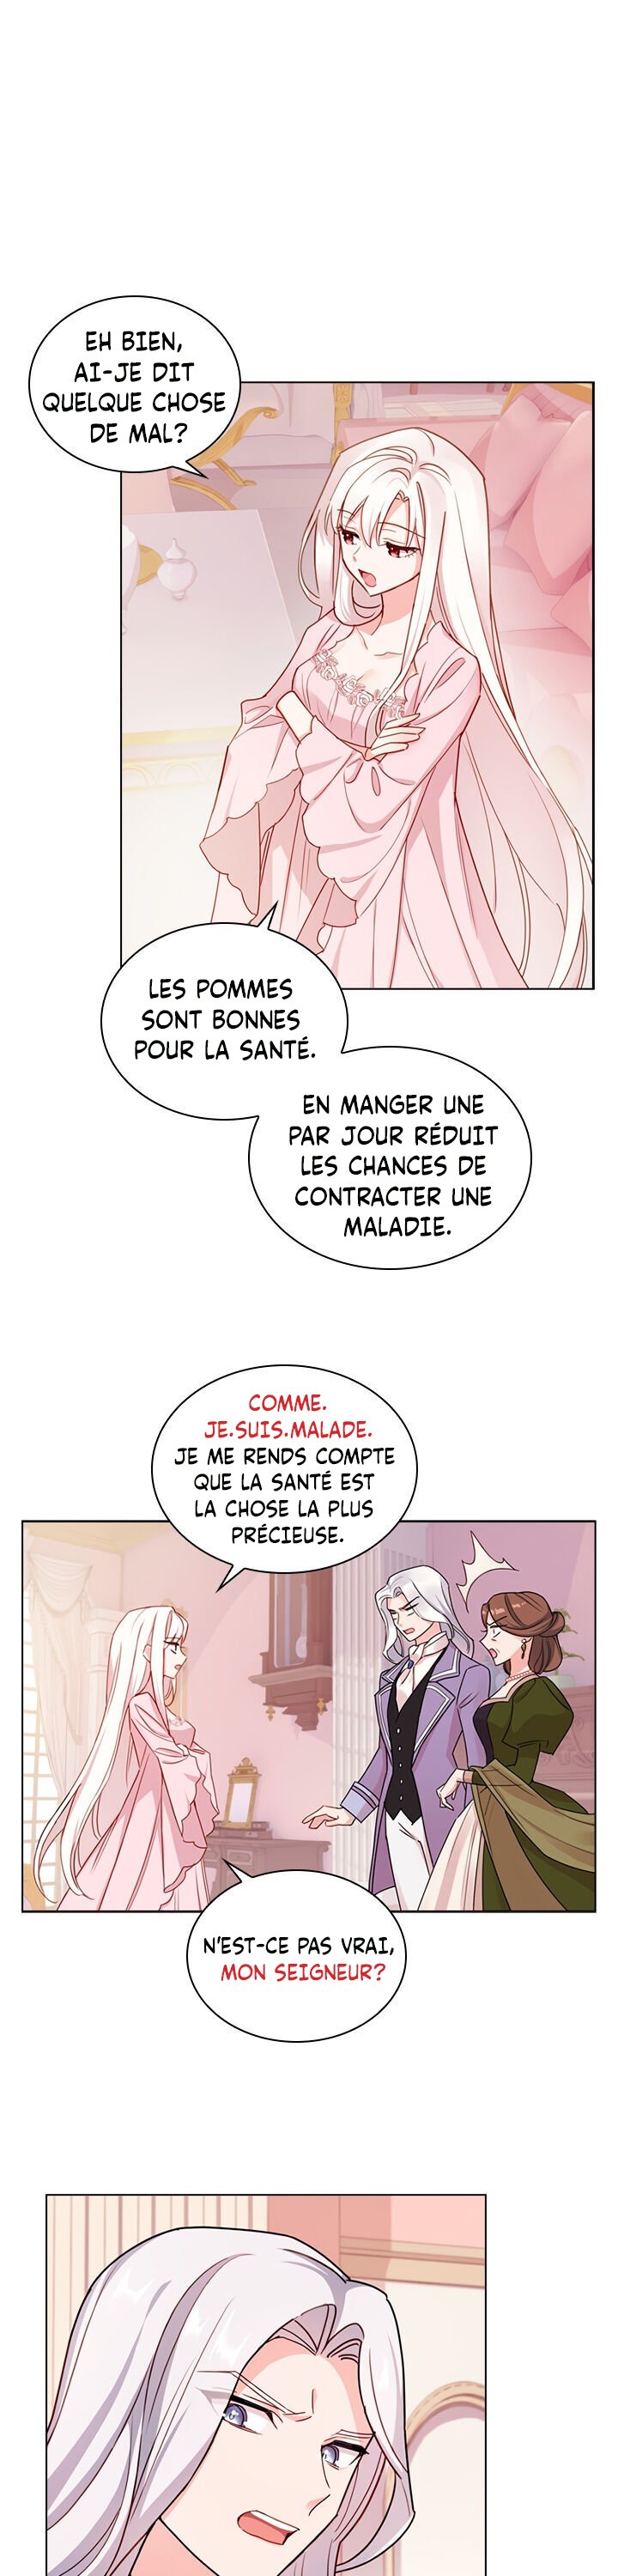 EH BIEN,
AI-JE DIT
QUELQUE CHOSE
DE MAL?
LES POMMES
SONT BONNES
POUR LA SANTÉ.
EN MANGER UNE
PAR JOUR RÉDUIT
LES CHANCES DE
CONTRACTER UNE
MALADIE.
COMME.
JE.SUIS.MALADE.
JE ME RENDS COMPTE
QUE LA SANTÉ EST
LA CHOSE LA PLUS
PRÉCIEUSE.
N'EST-CE PAS VRAI,
MON SEIGNEUR?